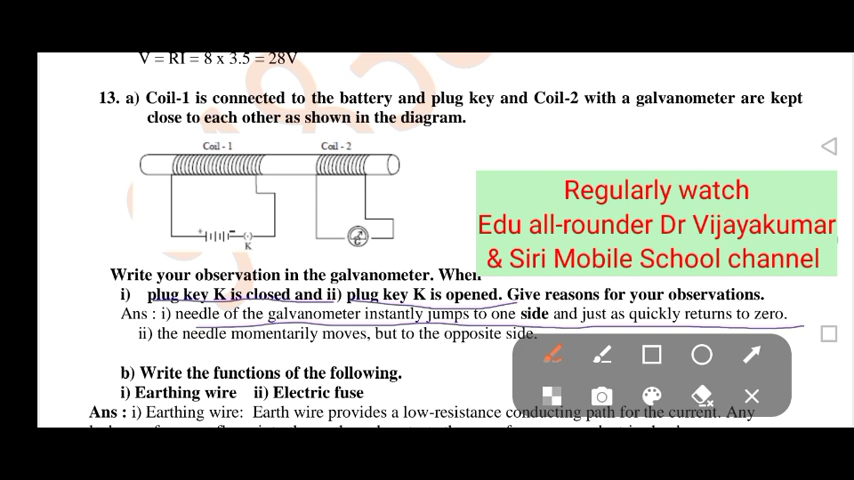 V = RI = 8 x 3.5 = 28V
13. a) Coil-1 is connected to the battery and plug key and Coil-2 with a galvanometer are kept
close to each other as shown in the diagram.
Coil - 1
Coil - 2
+
K
G
Regularly watch
Edu all-rounder Dr Vijayakumar
& Siri Mobile School channel
Write your observation in the galvanometer. When
i) plug key K is closed and ii) plug key K is opened. Give reasons for your observations.
Ans : i) needle of the galvanometer instantly jumps to one side and just as quickly returns to zero.
ii) the needle momentarily moves, but to the opposite side.
b) Write the functions of the following.
i) Earthing wire ii) Electric fuse
Ans : i) Earthing wire: Earth wire provides a low-resistance conducting path for the current. Any